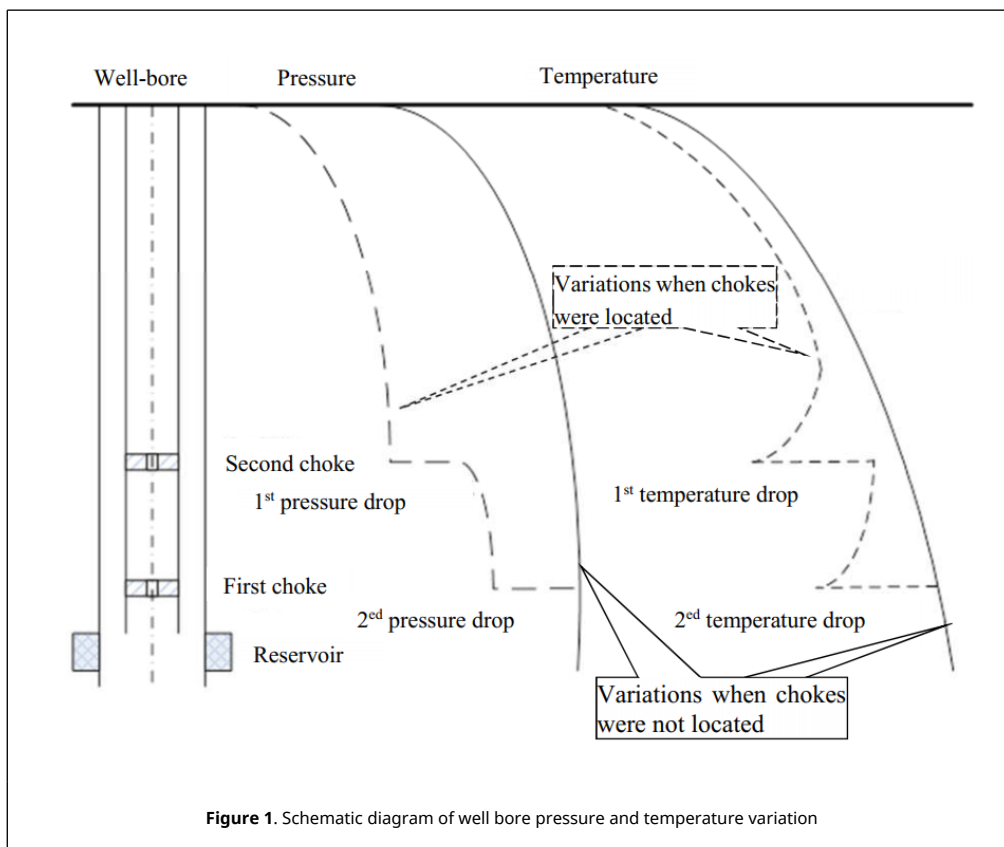 Well-bore
Pressure
Temperature
Variations when chokes
were located
Second choke
1st pressure drop
1st temperature drop
First choke
2ed pressure drop
2ed temperature drop
Reservoir
Variations when chokes
were not located
Figure 1. Schematic diagram of well bore pressure and temperature variation